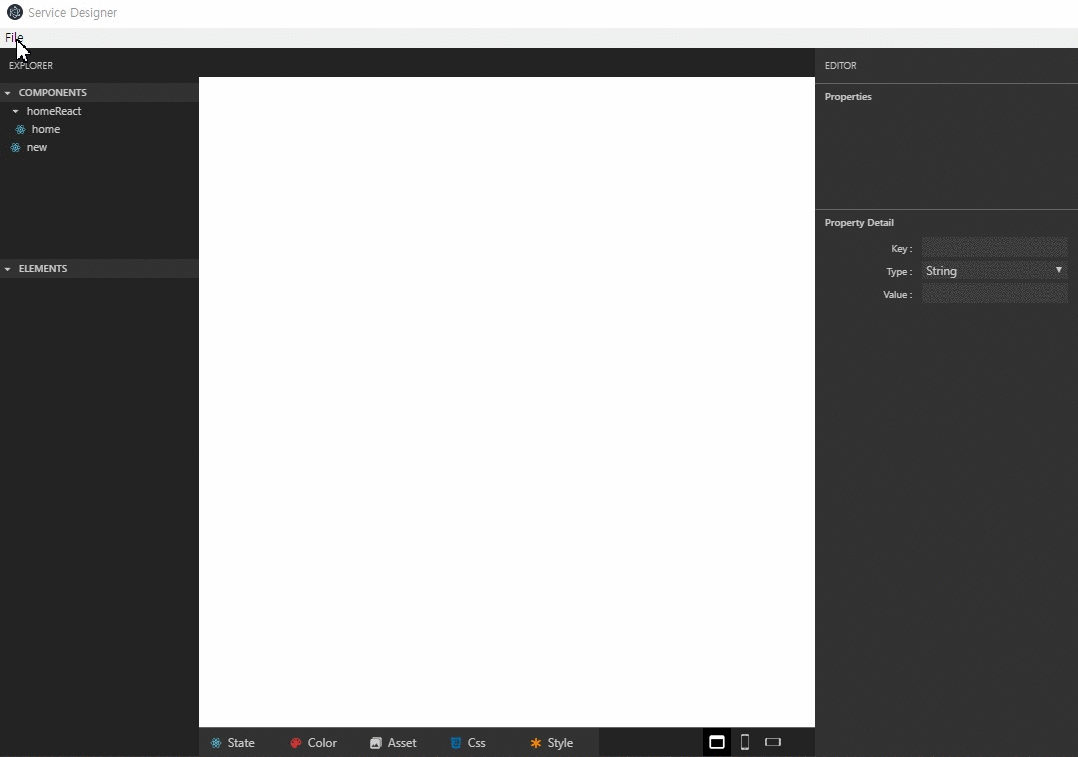 Service Designer
File
EXPLORER
COMPONENTS
homeReact
home
new
ELEMENTS
EDITOR
Properties
Property Detail
Key :
Type : String
Value :
State Color Asset Css Style